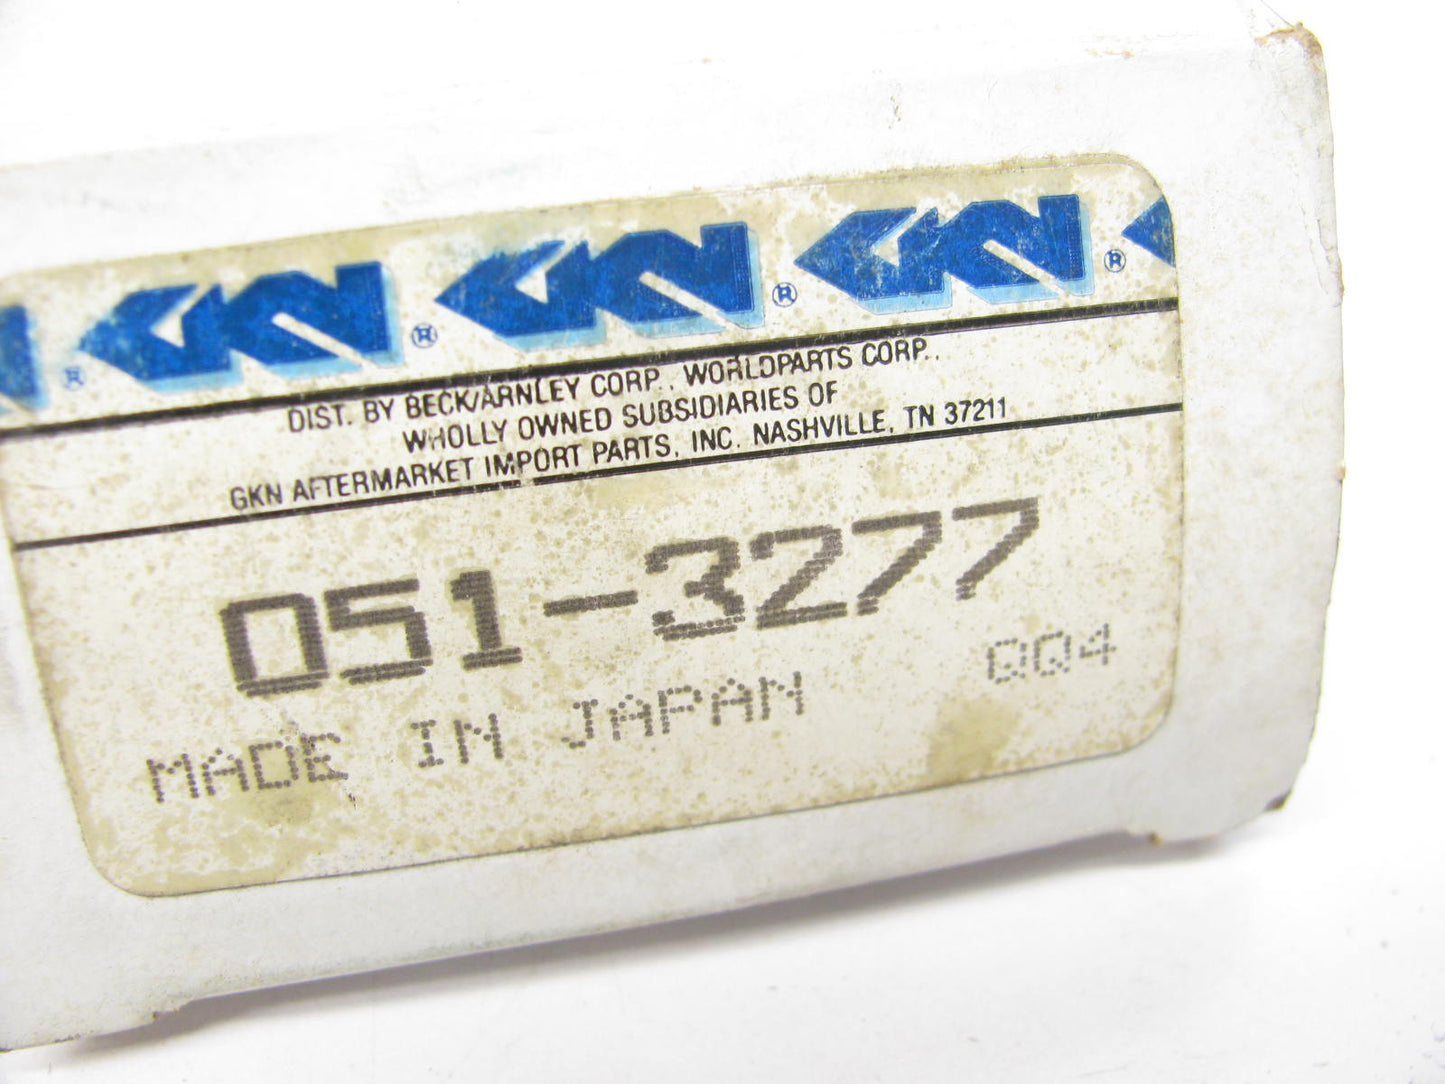 GKN® GKN® GKN®
DIST. BY BECK/ARNLEY CORP., WORLDPARTS CORP.,
WHOLLY OWNED SUBSIDIARIES OF
GKN AFTERMARKET IMPORT PARTS, INC. NASHVILLE, TN 37211
051-3277
MADE IN JAPAN